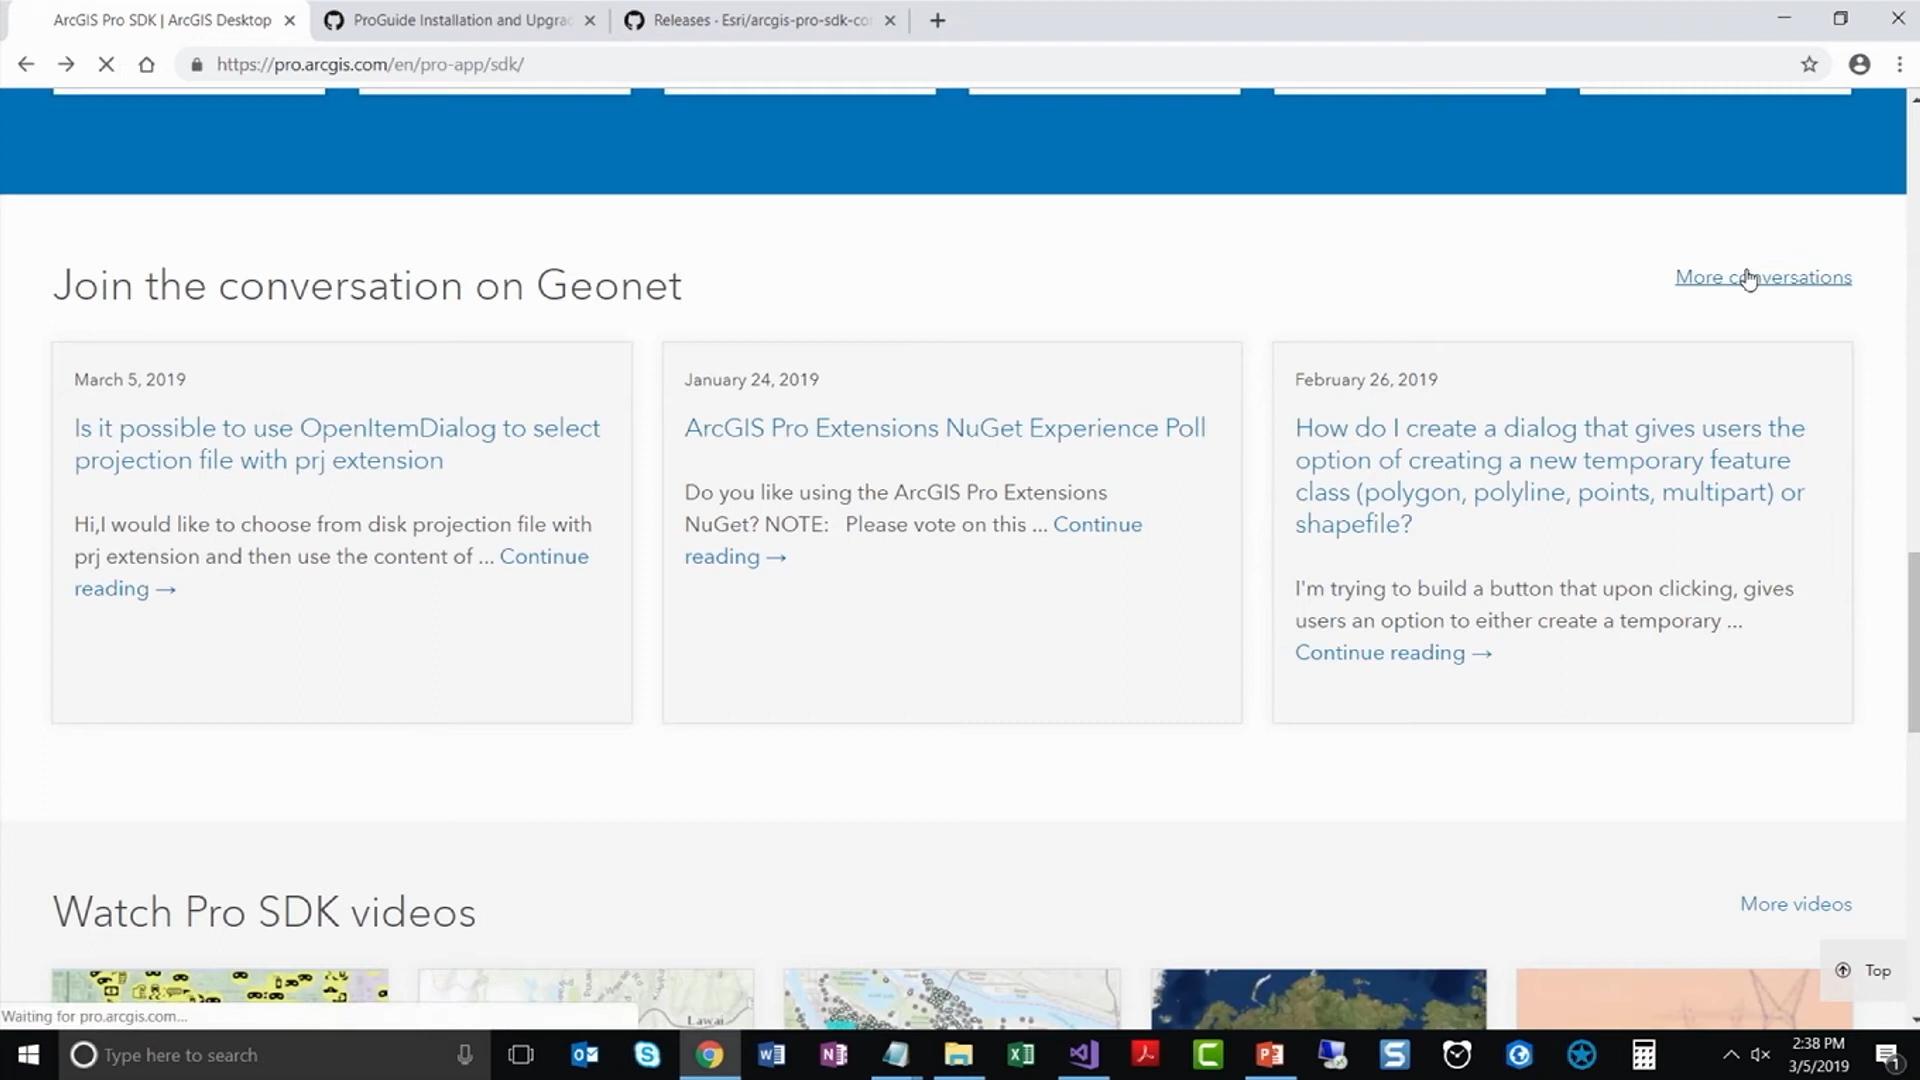 ArcGIS Pro SDK | ArcGIS Desktop
ProGuide Installation and Upgra
Releases · Esri/arcgis-pro-sdk-co
https://pro.arcgis.com/en/pro-app/sdk/
Join the conversation on Geonet
More conversations
March 5, 2019
Is it possible to use OpenItemDialog to select
projection file with prj extension
Hi,I would like to choose from disk projection file with
prj extension and then use the content of ... Continue
reading →
January 24, 2019
ArcGIS Pro Extensions NuGet Experience Poll
Do you like using the ArcGIS Pro Extensions
NuGet? NOTE: Please vote on this ... Continue
reading →
February 26, 2019
How do I create a dialog that gives users the
option of creating a new temporary feature
class (polygon, polyline, points, multipart) or
shapefile?
I'm trying to build a button that upon clicking, gives
users an option to either create a temporary ...
Continue reading →
Watch Pro SDK videos
More videos
Top
Lawai
Waiting for pro.arcgis.com...
Type here to search
2:38 PM
3/5/2019
1